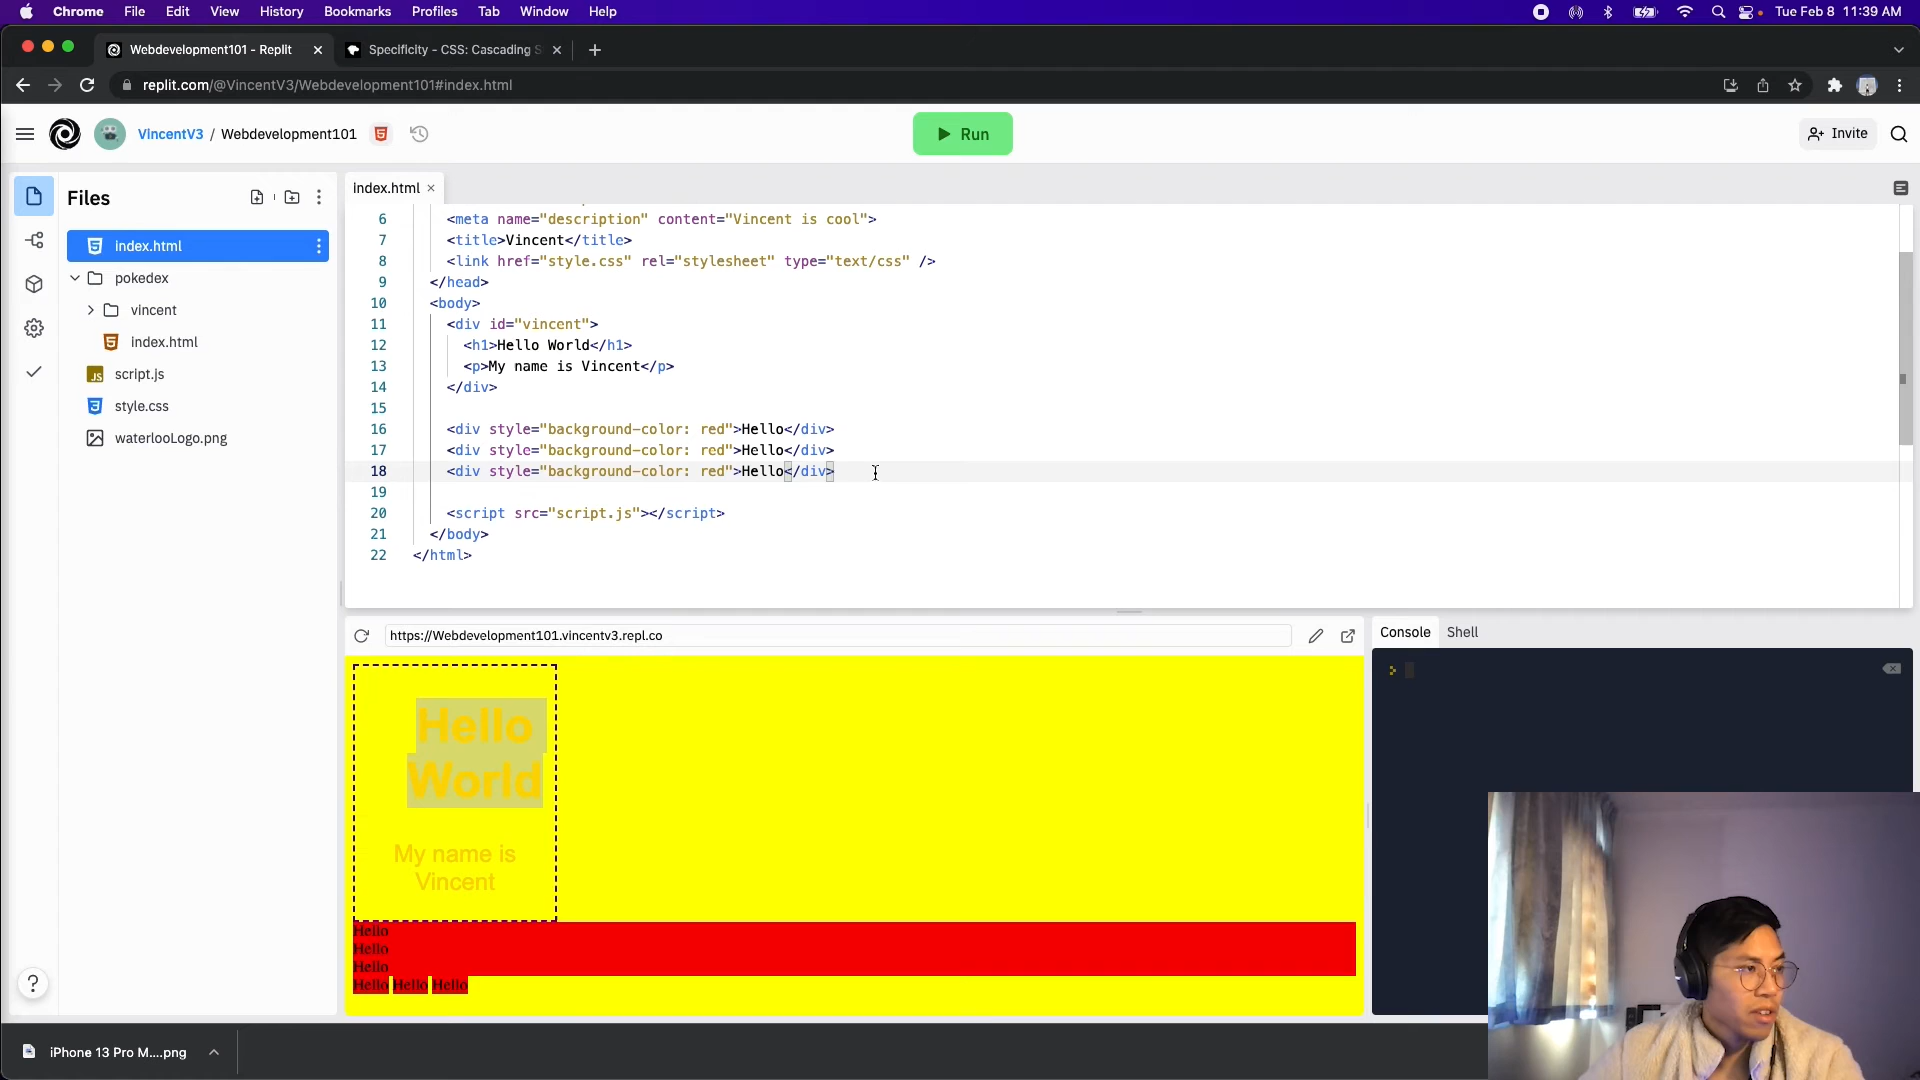 Chrome File Edit View History Bookmarks Profiles Tab Window Help Tue Feb 8 11:39 AM
Webdevelopment101 - Replit Specificity - CSS: Cascading S
replit.com/@VincentV3/Webdevelopment101#index.html
VincentV3 / Webdevelopment101 Run Invite
Files
index.html
pokedex
vincent
index.html
script.js
style.css
waterlooLogo.png
index.html
6 <meta name="description" content="Vincent is cool">
7 <title>Vincent</title>
8 <link href="style.css" rel="stylesheet" type="text/css" />
9 </head>
10 <body>
11 <div id="vincent">
12 <h1>Hello World</h1>
13 <p>My name is Vincent</p>
14 </div>
15
16 <div style="background-color: red">Hello</div>
17 <div style="background-color: red">Hello</div>
18 <div style="background-color: red">Hello</div>
19
20 <script src="script.js"></script>
21 </body>
22 </html>
https://Webdevelopment101.vincentv3.repl.co
Console Shell
Hello
World
My name is
Vincent
Hello
Hello
Hello
Hello Hello Hello
?
iPhone 13 Pro M....png